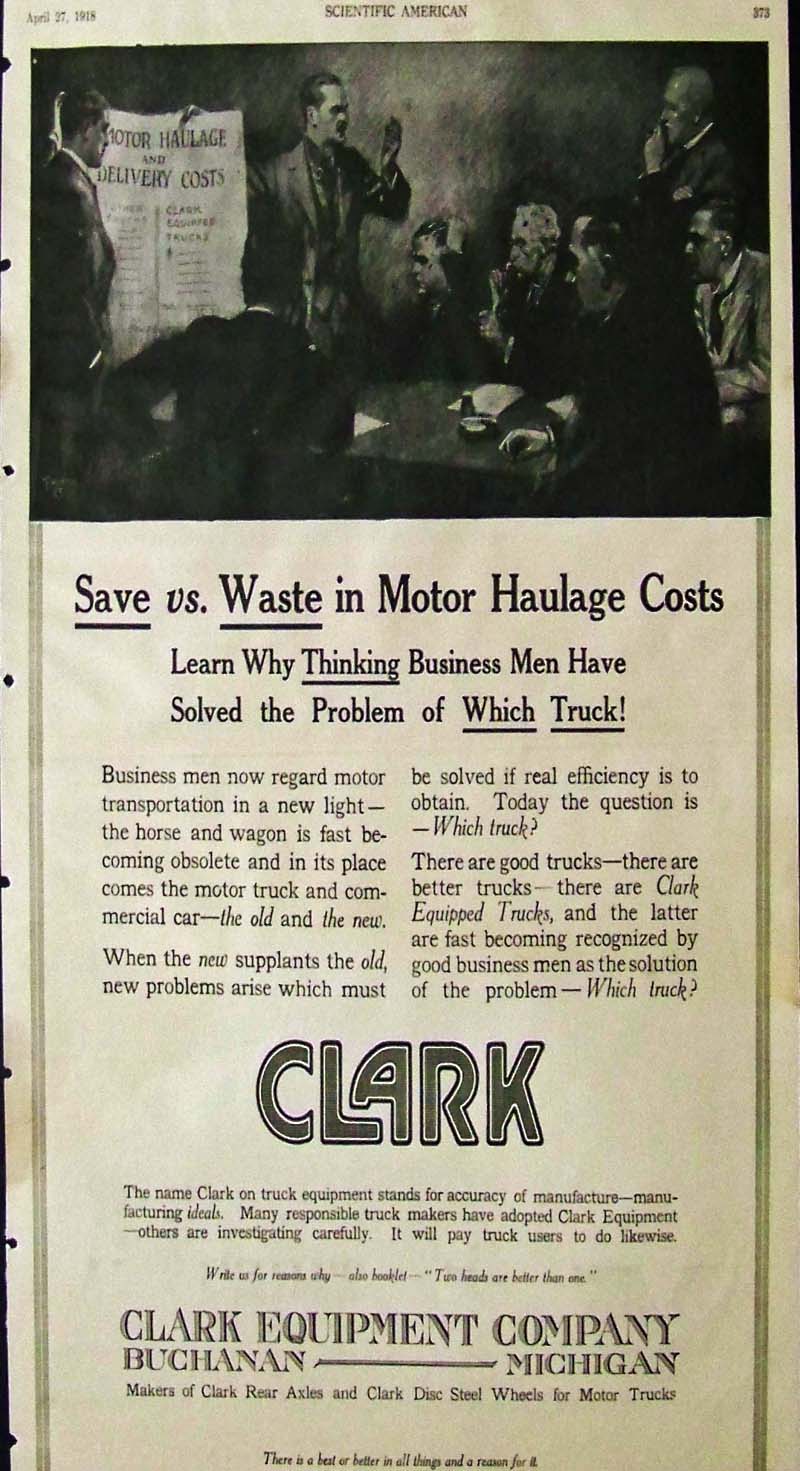 April 27, 1918
SCIENTIFIC AMERICAN
373
MOTOR HAULAGE
AND
DELIVERY COSTS
CLARK
EQUIPPED
TRUCKS
Save vs. Waste in Motor Haulage Costs
Learn Why Thinking Business Men Have
Solved the Problem of Which Truck!
Business men now regard motor
transportation in a new light—
the horse and wagon is fast be-
coming obsolete and in its place
comes the motor truck and com-
mercial car—the old and the new.
When the new supplants the old,
new problems arise which must
be solved if real efficiency is to
obtain. Today the question is
—Which truck?
There are good trucks—there are
better trucks—there are Clark
Equipped Trucks, and the latter
are fast becoming recognized by
good business men as the solution
of the problem—Which truck?
CLARK
The name Clark on truck equipment stands for accuracy of manufacture—manu-
facturing ideals. Many responsible truck makers have adopted Clark Equipment
—others are investigating carefully. It will pay truck users to do likewise.
Write us for reasons why—also booklet—"Two heads are better than one."
CLARK EQUIPMENT COMPANY
BUCHANAN — MICHIGAN
Makers of Clark Rear Axles and Clark Disc Steel Wheels for Motor Trucks
There is a best or better in all things and a reason for it.